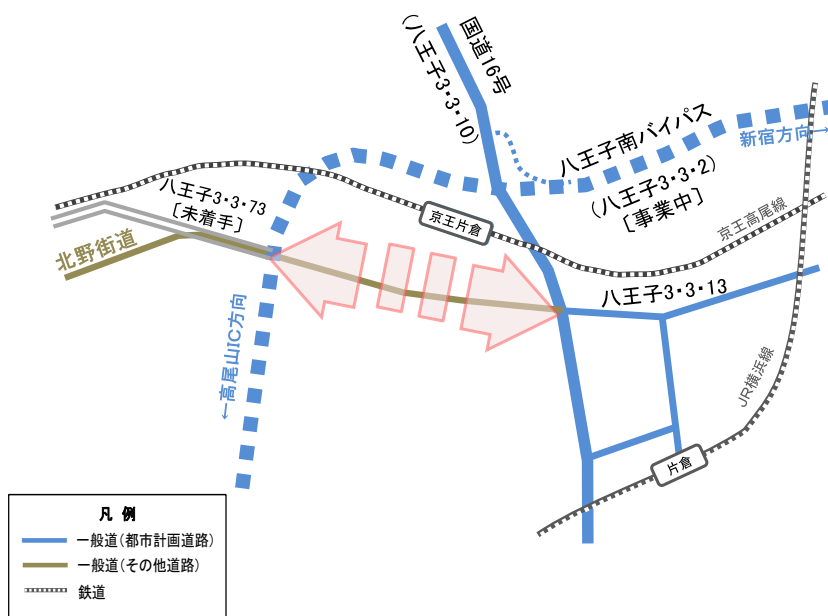 国道16号
(八王子3・3・10)
八王子南バイパス
(八王子3・3・2)
[事業中]
新宿方向→
八王子3・3・73
[未着手]
京王片倉
京王高尾線
北野街道
八王子3・3・13
←高尾山IC方向
JR横浜線
片倉
凡 例
一般道(都市計画道路)
一般道(その他道路)
鉄道